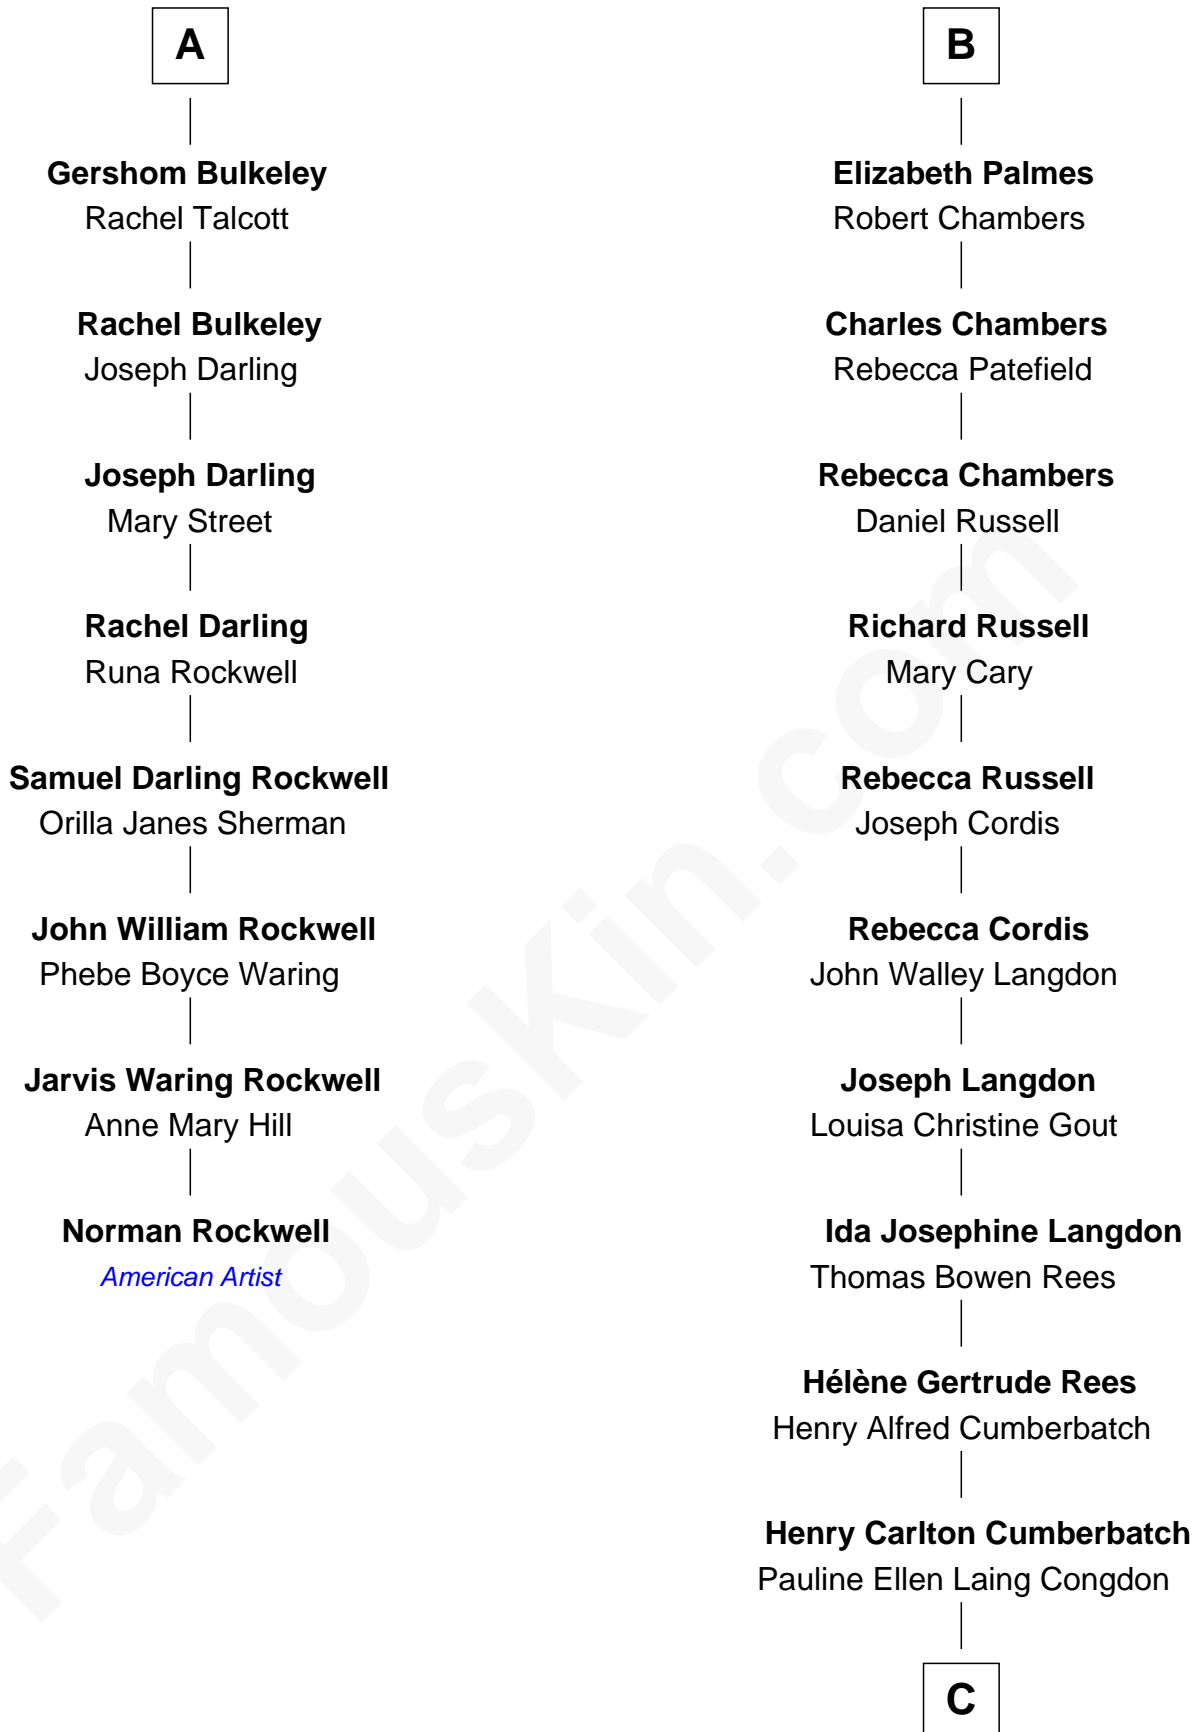 A
Gershom Bulkeley
Rachel Talcott
Rachel Bulkeley
Joseph Darling
Joseph Darling
Mary Street
Rachel Darling
Runa Rockwell
Samuel Darling Rockwell
Orilla Janes Sherman
John William Rockwell
Phebe Boyce Waring
Jarvis Waring Rockwell
Anne Mary Hill
Norman Rockwell
American Artist
B
Elizabeth Palmes
Robert Chambers
Charles Chambers
Rebecca Patefield
Rebecca Chambers
Daniel Russell
Richard Russell
Mary Cary
Rebecca Russell
Joseph Cordis
Rebecca Cordis
John Walley Langdon
Joseph Langdon
Louisa Christine Gout
Ida Josephine Langdon
Thomas Bowen Rees
Hélène Gertrude Rees
Henry Alfred Cumberbatch
Henry Carlton Cumberbatch
Pauline Ellen Laing Congdon
C
FamousKin.com